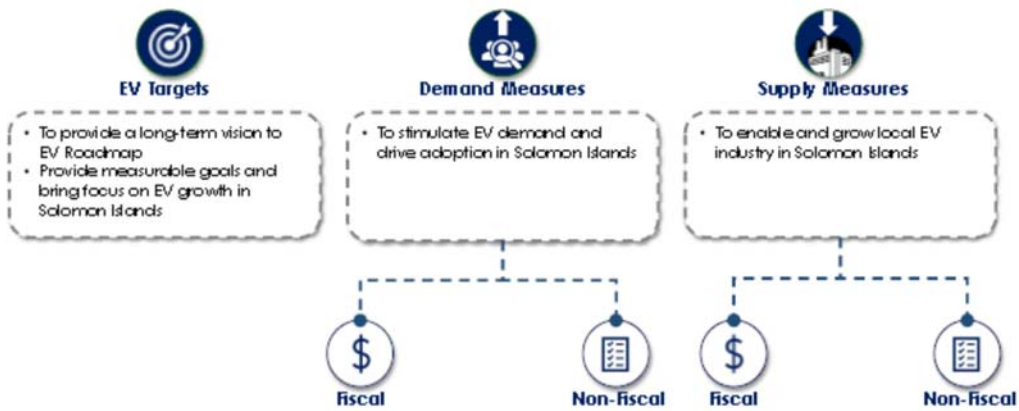 EV Targets
Demand Measures
Supply Measures
• To provide a long-term vision to
EV Roadmap
• Provide measurable goals and
bring focus on EV growth in
Solomon Islands
• To stimulate EV demand and
drive adoption in Solomon Islands
• To enable and grow local EV
industry in Solomon Islands
$
$
Fiscal
Non-Fiscal
Fiscal
Non-Fiscal